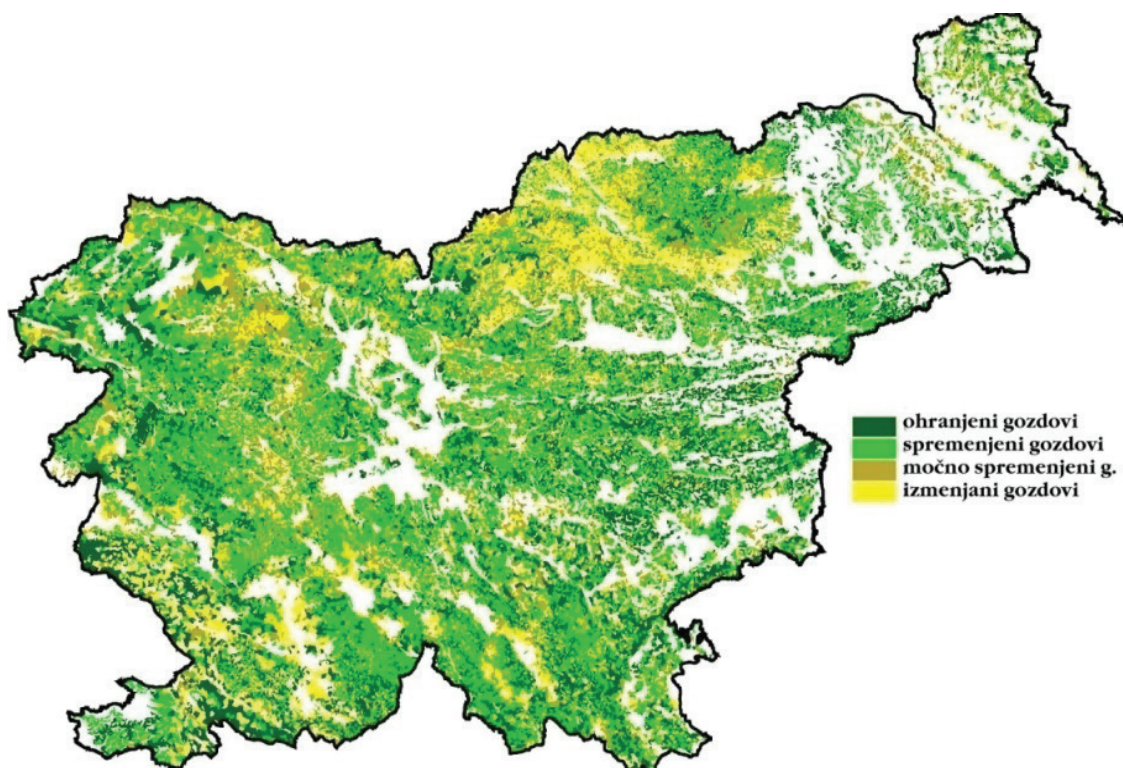 ohranjeni gozdovi
spremenjeni gozdovi
močno spremenjeni g.
izmenjani gozdovi